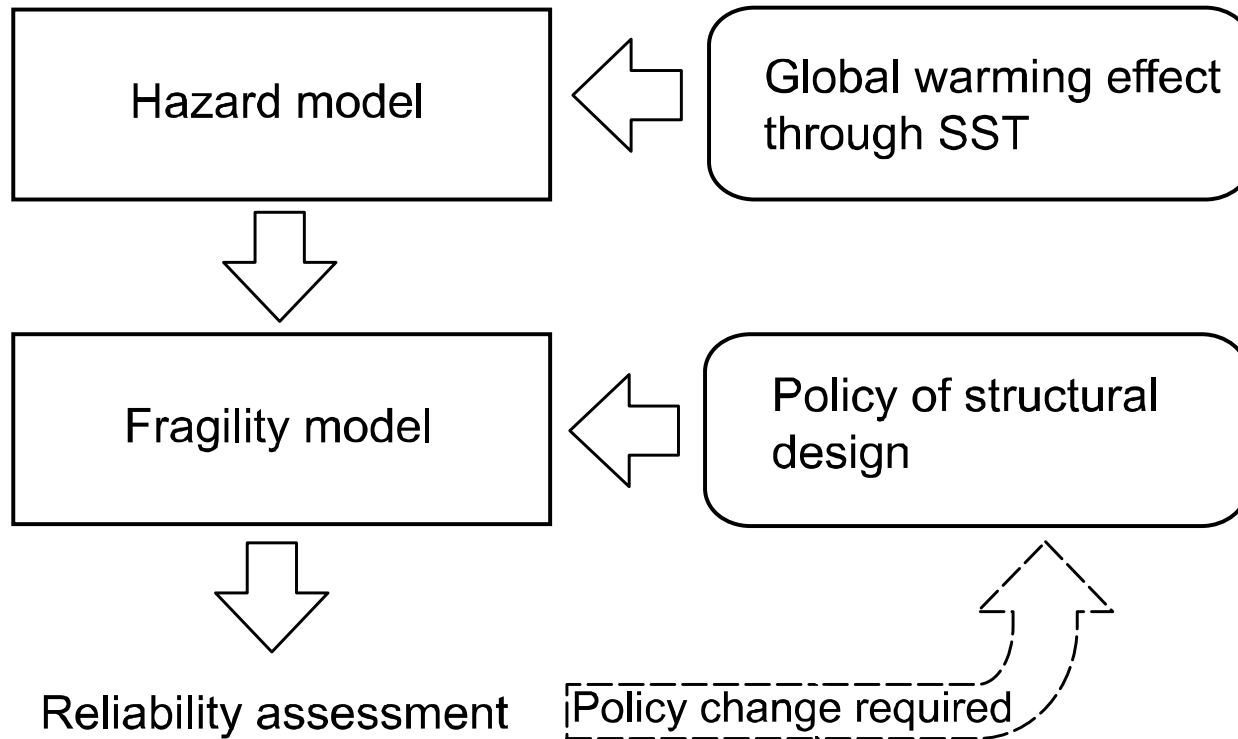 Hazard model
Global warming effect
through SST
Fragility model
Policy of structural
design
Reliability assessment
Policy change required